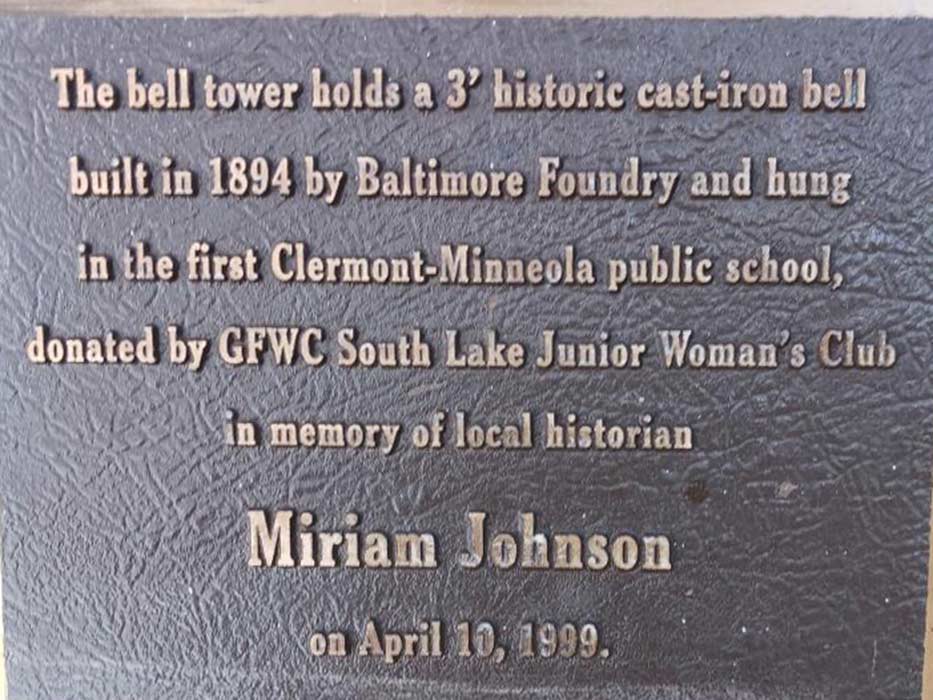 The bell tower holds a 3' historic cast-iron bell
built in 1894 by Baltimore Foundry and hung
in the first Clermont-Minneola public school,
donated by GFWC South Lake Junior Woman's Club
in memory of local historian
Miriam Johnson
on April 10, 1999.